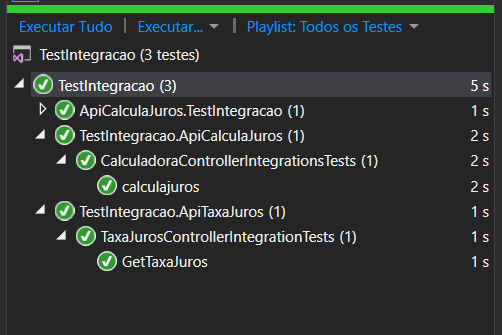 Executar Tudo | Executar... | Playlist: Todos os Testes
TestIntegracao (3 testes)
TestIntegracao (3) 5 s
ApiCalculaJuros.TestIntegracao (1) 1 s
TestIntegracao.ApiCalculaJuros (1) 2 s
CalculadoraControllerIntegrationsTests (1) 2 s
calculajuros 2 s
TestIntegracao.ApiTaxaJuros (1) 1 s
TaxaJurosControllerIntegrationTests (1) 1 s
GetTaxaJuros 1 s